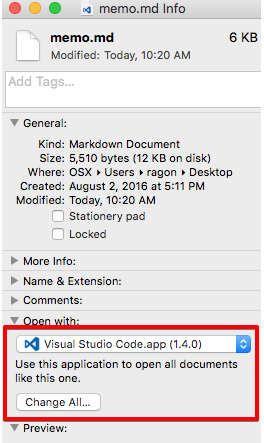 memo.md Info
memo.md 6 KB
Modified: Today, 10:20 AM
Add Tags...
General:
Kind: Markdown Document
Size: 5,510 bytes (12 KB on disk)
Where: OSX ▸ Users ▸ ragon ▸ Desktop
Created: August 2, 2016 at 5:11 PM
Modified: Today, 10:20 AM
Stationery pad
Locked
More Info:
Name & Extension:
Comments:
Open with:
Visual Studio Code.app (1.4.0)
Use this application to open all documents
like this one.
Change All...
Preview: